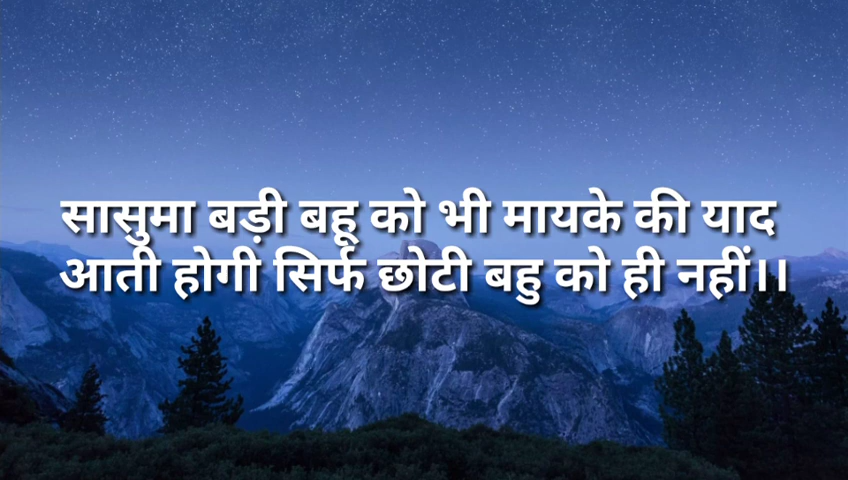 सासुमा बड़ी बहू को भी मायके की याद
आती होगी सिर्फ छोटी बहु को ही नहीं।।